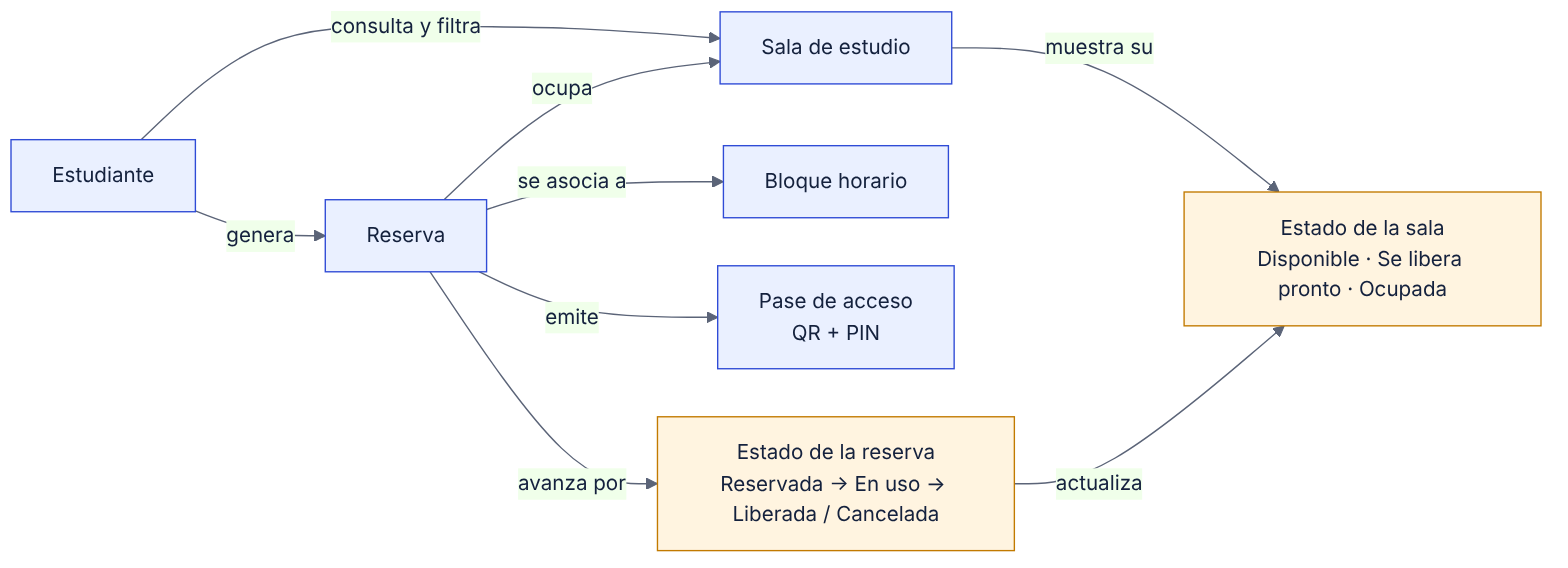 consulta y filtra
Sala de estudio
muestra su
ocupa
Estudiante
se asocia a
Bloque horario
genera
Reserva
Estado de la sala
Disponible · Se libera
pronto · Ocupada
emite
Pase de acceso
QR + PIN
avanza por
Estado de la reserva
Reservada → En uso →
Liberada / Cancelada
actualiza